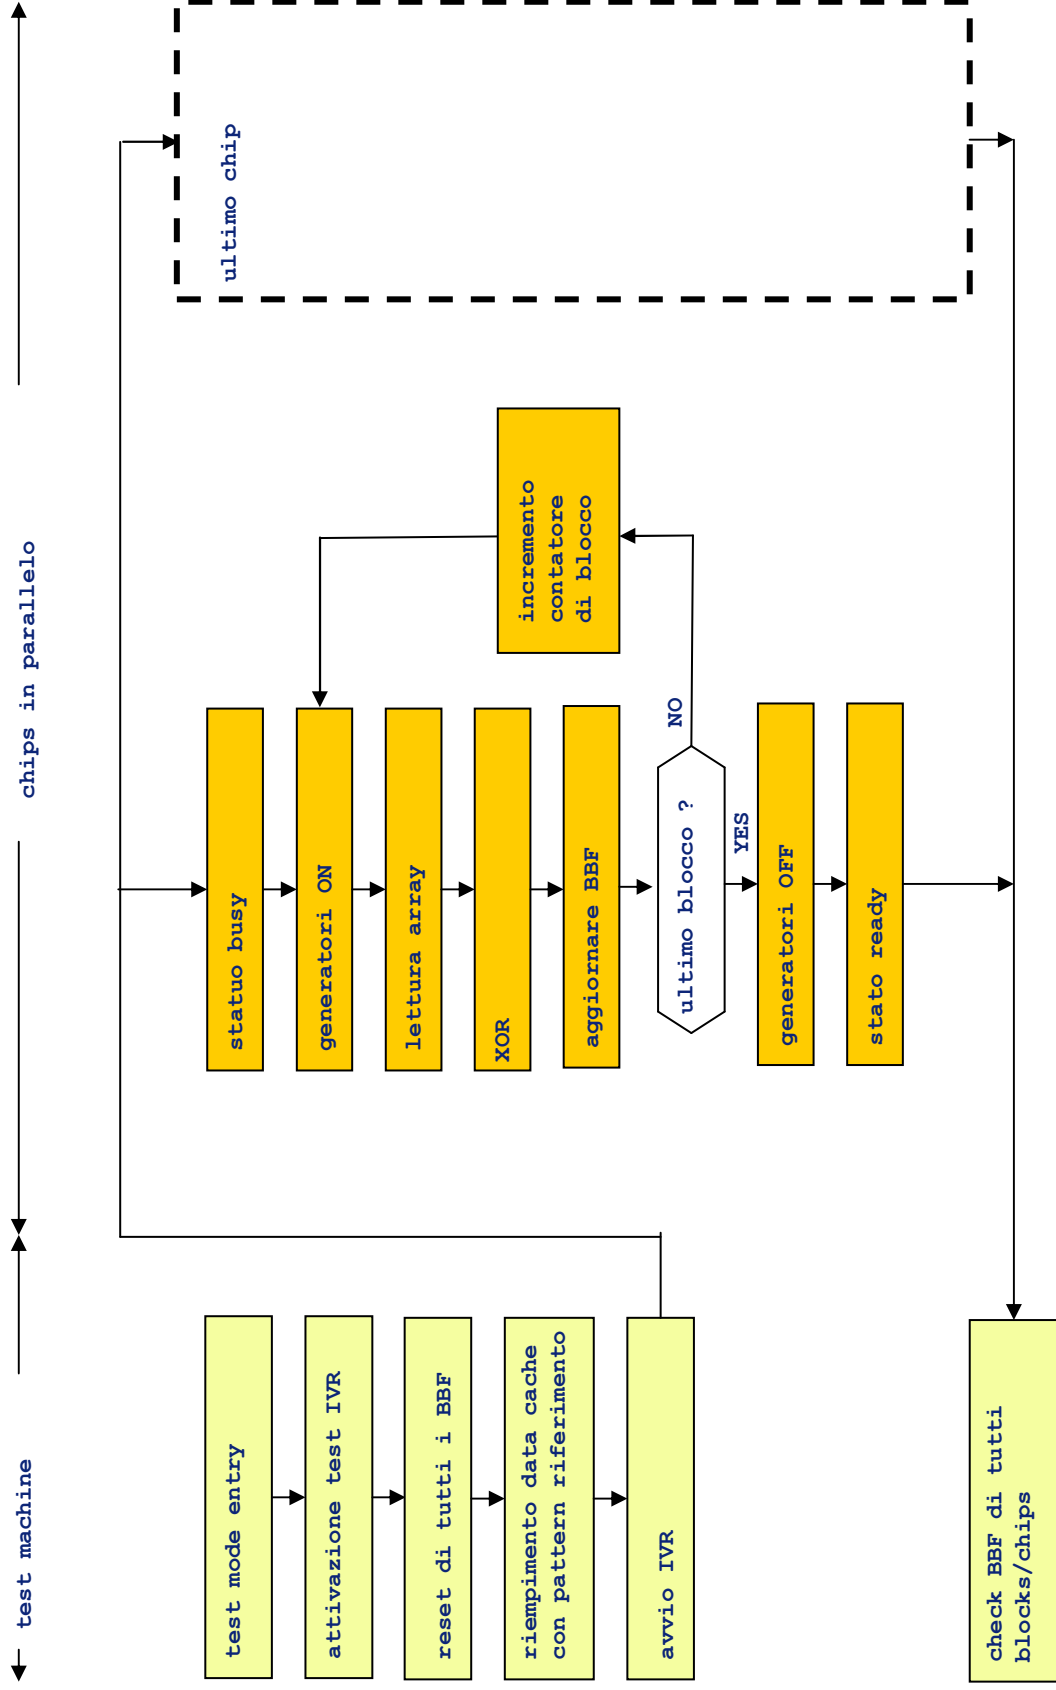 test machine
chips in parallelo
test mode entry
attivazione test IVR
reset di tutti i BBF
riempimento data cache
con pattern riferimento
avvio IVR
check BBF di tutti
blocks/chips
statuo busy
generatori ON
lettura array
XOR
aggiornare BBF
ultimo blocco ?
NO
YES
incremento
contatore
di blocco
generatori OFF
stato ready
ultimo chip